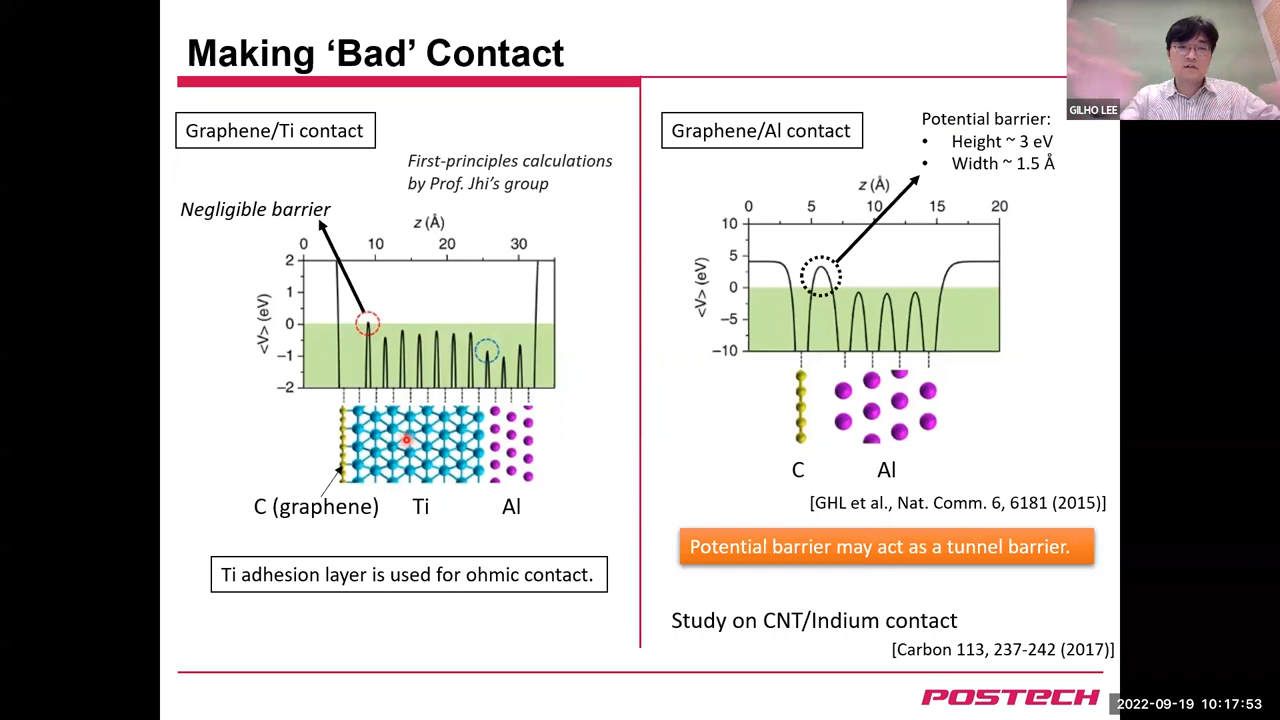 Making ‘Bad’ Contact
GILHO LEE
Graphene/Ti contact
First-principles calculations
by Prof. Jhi’s group
Negligible barrier
z (Å)
0 10 20 30
2
1
0
−1
−2
<V> (eV)
C (graphene) Ti Al
Ti adhesion layer is used for ohmic contact.
Graphene/Al contact
Potential barrier:
• Height ~ 3 eV
• Width ~ 1.5 Å
z (Å)
0 5 10 15 20
10
5
0
−5
−10
<V> (eV)
C Al
[GHL et al., Nat. Comm. 6, 6181 (2015)]
Potential barrier may act as a tunnel barrier.
Study on CNT/Indium contact
[Carbon 113, 237-242 (2017)]
POSTECH
2022-09-19 10:17:53